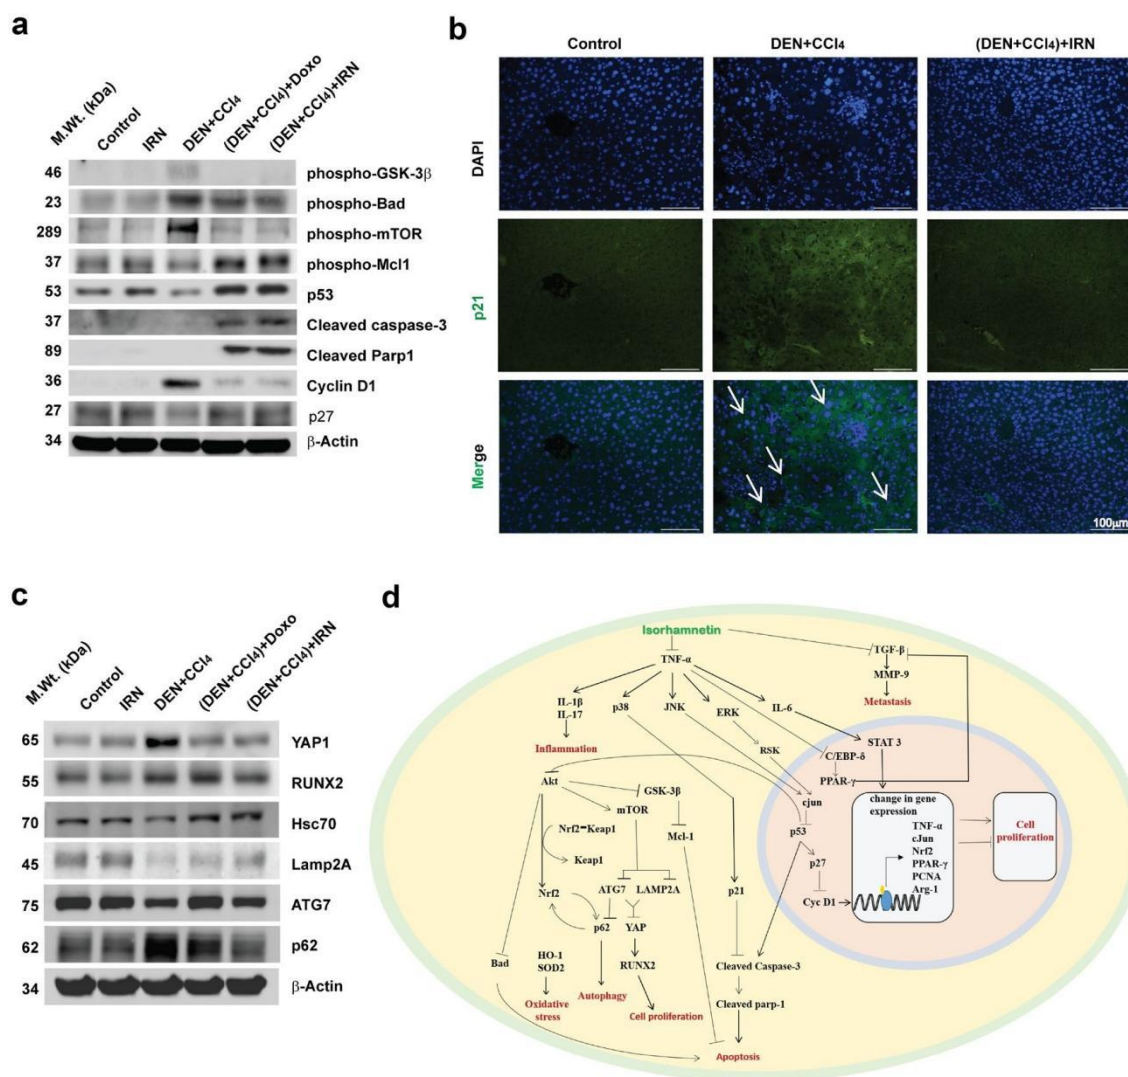 a
M.Wt. (kDa)
Control
IRN
DEN+CCl₄
(DEN+CCl₄)+Doxo
(DEN+CCl₄)+IRN
46 phospho-GSK-3β
23 phospho-Bad
289 phospho-mTOR
37 phospho-Mcl1
53 p53
37 Cleaved caspase-3
89 Cleaved Parp1
36 Cyclin D1
27 p27
34 β-Actin
b
Control DEN+CCl₄ (DEN+CCl₄)+IRN
DAPI
p21
Merge
100μm
c
M.Wt. (kDa)
Control
IRN
DEN+CCl₄
(DEN+CCl₄)+Doxo
(DEN+CCl₄)+IRN
65 YAP1
55 RUNX2
70 Hsc70
45 Lamp2A
75 ATG7
62 p62
34 β-Actin
d
Isorhamnetin
TNF-α
TGF-β
MMP-9
Metastasis
IL-1β
IL-17
p38
JNK
ERK
IL-6
Inflammation
RSK
STAT 3
C/EBP-δ
PPAR-γ
Akt
GSK-3β
mTOR
cjun
Nrf2-Keap1
Mcl-1
p53
Keap1
p27
change in gene
expression
TNF-α
cJun
Nrf2
PPAR-γ
PCNA
Arg-1
Cell
proliferation
Nrf2
ATG7
LAMP2A
p21
Cyc D1
p62
YAP
Bad
HO-1
SOD2
RUNX2
Cleaved Caspase-3
Oxidative
stress
Autophagy
Cell proliferation
Cleaved parp-1
Apoptosis